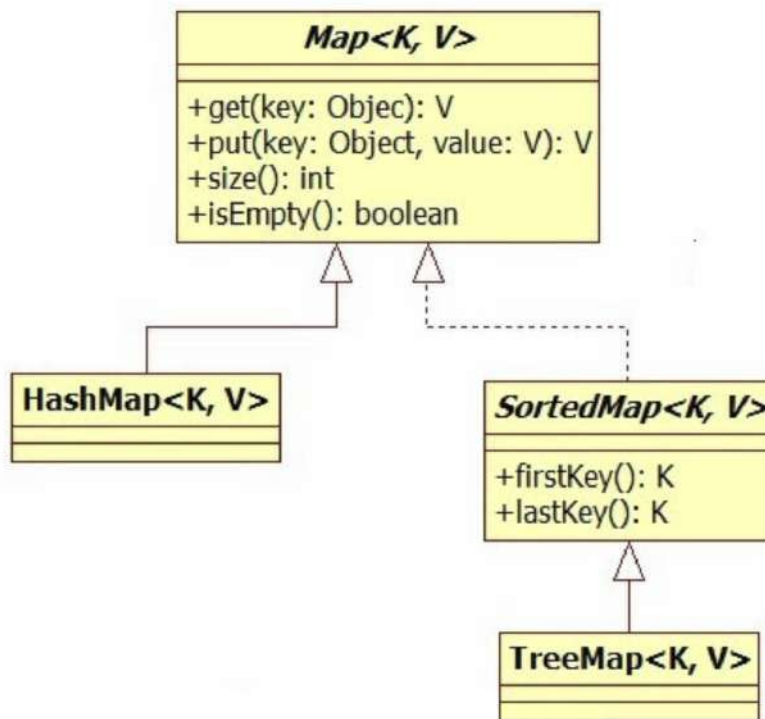 Map<K, V>
+get(key: Objec): V
+put(key: Object, value: V): V
+size(): int
+isEmpty(): boolean
HashMap<K, V>
SortedMap<K, V>
+firstKey(): K
+lastKey(): K
TreeMap<K, V>